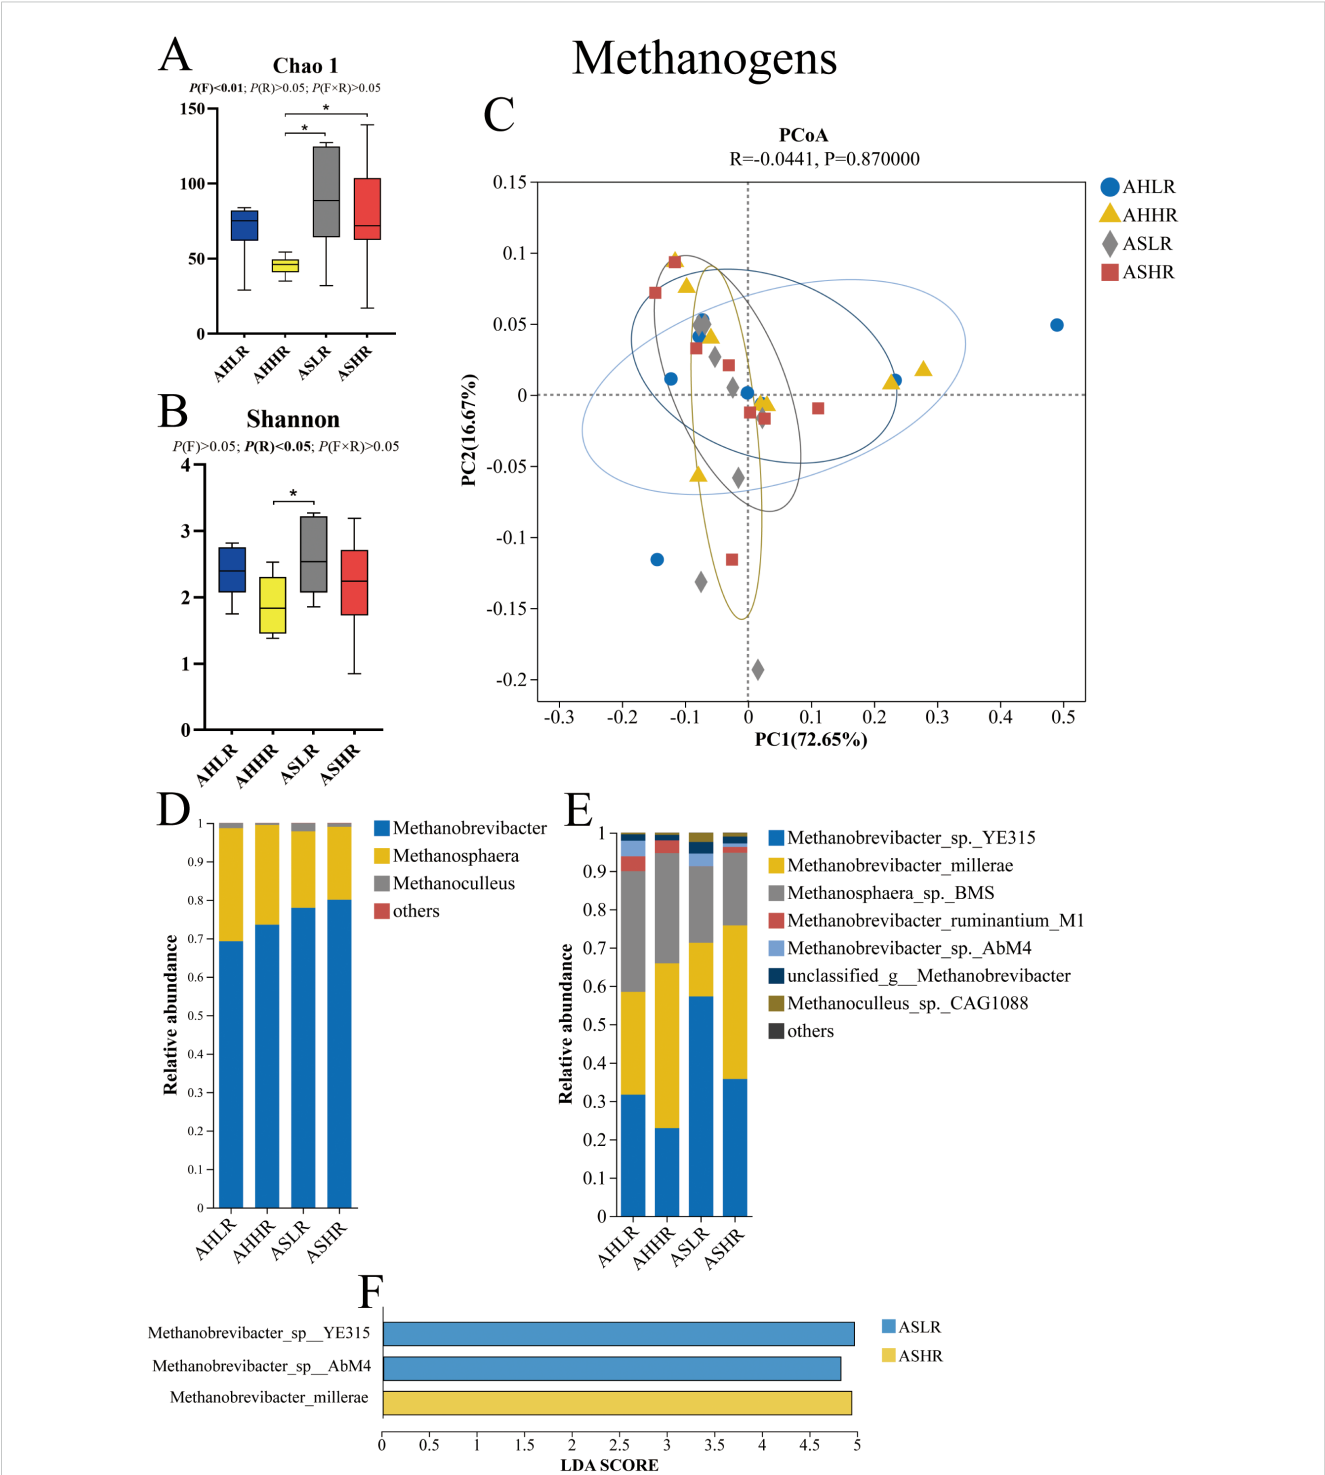 Methanogens
A
Chao 1
P(F)<0.01; P(R)>0.05; P(F×R)>0.05
*
*
150
100
50
0
AHLR
AHHR
ASLR
ASHR
B
Shannon
P(F)>0.05; P(R)<0.05; P(F×R)>0.05
*
4
3
2
1
0
AHLR
AHHR
ASLR
ASHR
C
PCoA
R=-0.0441, P=0.870000
0.15
0.1
0.05
0
-0.05
-0.1
-0.15
-0.2
PC2(16.67%)
-0.3 -0.2 -0.1 0 0.1 0.2 0.3 0.4 0.5
PC1(72.65%)
AHLR
AHHR
ASLR
ASHR
D
1
0.9
0.8
0.7
0.6
0.5
0.4
0.3
0.2
0.1
0
Relative abundance
AHLR
AHHR
ASLR
ASHR
Methanobrevibacter
Methanosphaera
Methanoculleus
others
E
1
0.9
0.8
0.7
0.6
0.5
0.4
0.3
0.2
0.1
0
Relative abundance
AHLR
AHHR
ASLR
ASHR
Methanobrevibacter_sp._YE315
Methanobrevibacter_millerae
Methanosphaera_sp._BMS
Methanobrevibacter_ruminantium_M1
Methanobrevibacter_sp._AbM4
unclassified_g__Methanobrevibacter
Methanoculleus_sp._CAG1088
others
F
Methanobrevibacter_sp__YE315
Methanobrevibacter_sp__AbM4
Methanobrevibacter_millerae
0 0.5 1 1.5 2 2.5 3 3.5 4 4.5 5
LDA SCORE
ASLR
ASHR